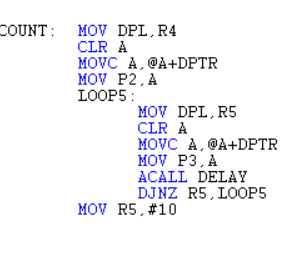 COUNT: MOV DPL,R4
CLR A
MOVC A,@A+DPTR
MOV P2,A
LOOP5:
MOV DPL,R5
CLR A
MOVC A,@A+DPTR
MOV P3,A
ACALL DELAY
DJNZ R5,LOOP5
MOV R5,#10